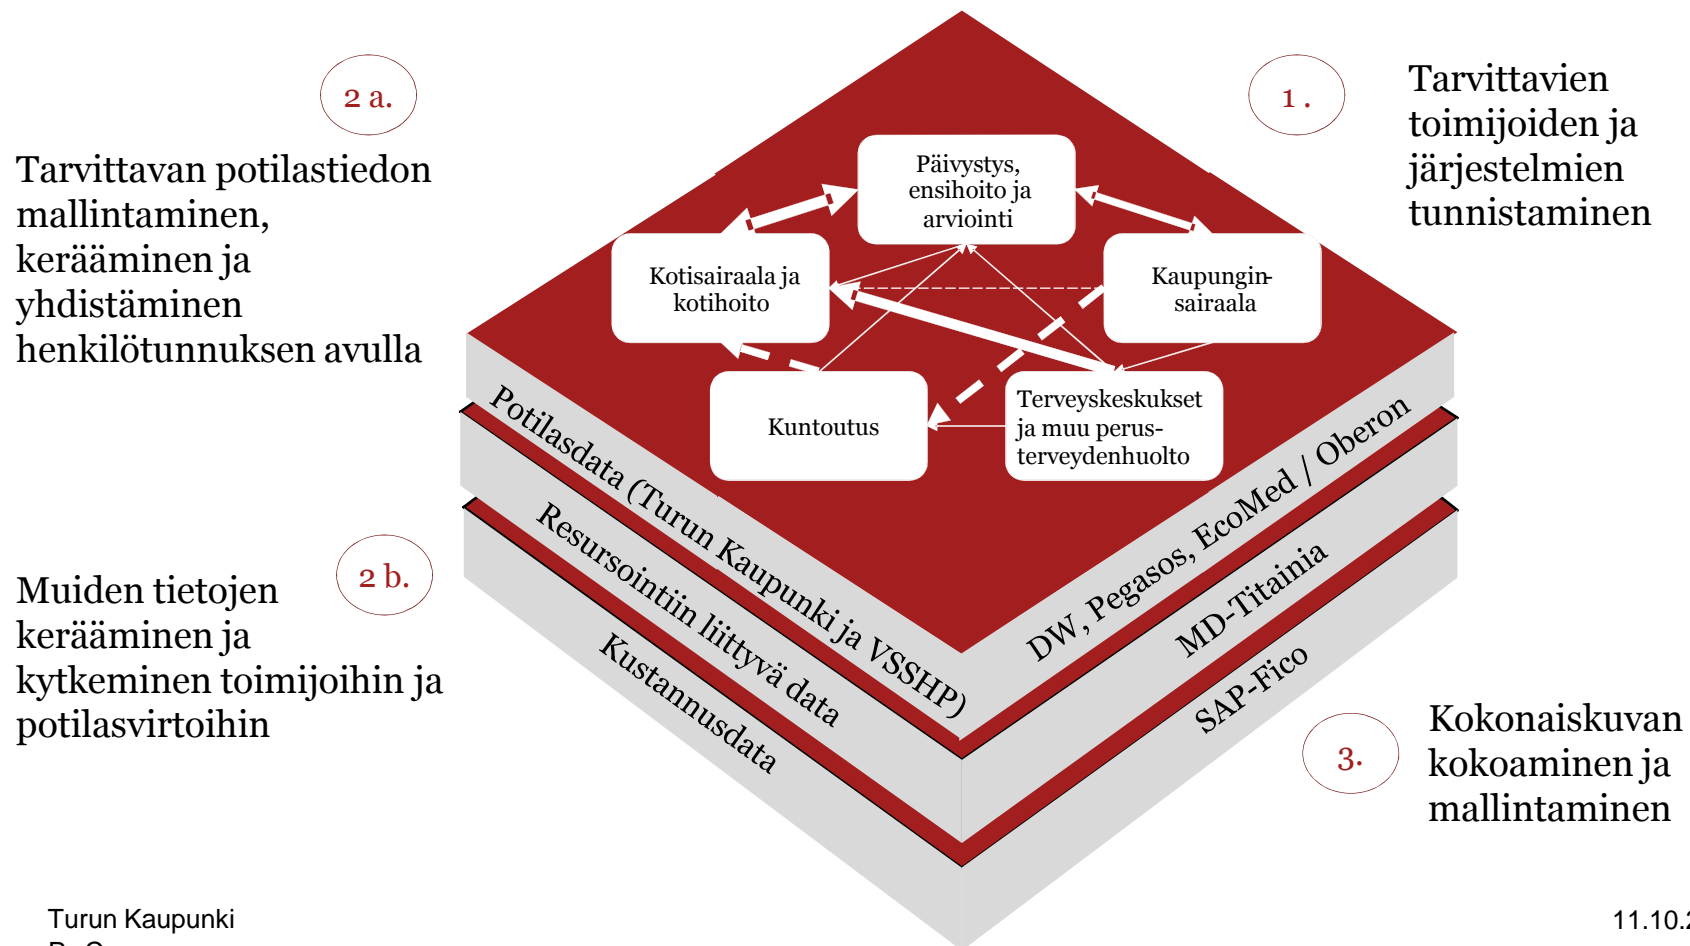 2 a.
Tarvittavan potilastiedon
mallintaminen,
kerääminen ja
yhdistäminen
henkilötunnuksen avulla
1 .
Tarvittavien
toimijoiden ja
järjestelmien
tunnistaminen
Päivystys,
ensihoito ja
arviointi
Kotisairaala ja
kotihoito
Kaupungin-
sairaala
Kuntoutus
Terveyskeskukset
ja muu perus-
terveydenhuolto
Potilasdata (Turun Kaupunki ja VSSHP)
DW, Pegasos, EcoMed / Oberon
Resursointiin liittyvä data
MD-Titainia
Kustannusdata
SAP-Fico
2 b.
Muiden tietojen
kerääminen ja
kytkeminen toimijoihin ja
potilasvirtoihin
3.
Kokonaiskuvan
kokoaminen ja
mallintaminen
Turun Kaupunki
11.10.2